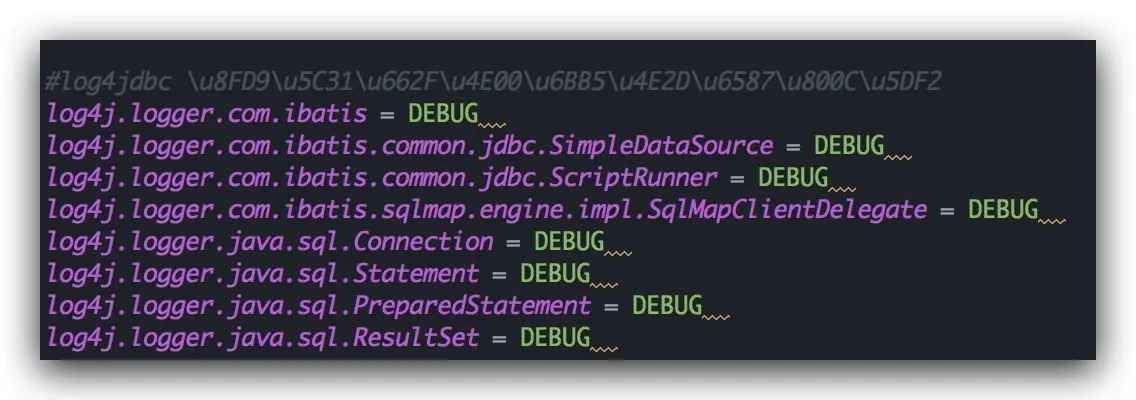 #log4jdbc \u8FD9\u5C31\u662F\u4E00\u6BB5\u4E2D\u6587\u800C\u5DF2
log4j.logger.com.ibatis = DEBUG
log4j.logger.com.ibatis.common.jdbc.SimpleDataSource = DEBUG
log4j.logger.com.ibatis.common.jdbc.ScriptRunner = DEBUG
log4j.logger.com.ibatis.sqlmap.engine.impl.SqlMapClientDelegate = DEBUG
log4j.logger.java.sql.Connection = DEBUG
log4j.logger.java.sql.Statement = DEBUG
log4j.logger.java.sql.PreparedStatement = DEBUG
log4j.logger.java.sql.ResultSet = DEBUG